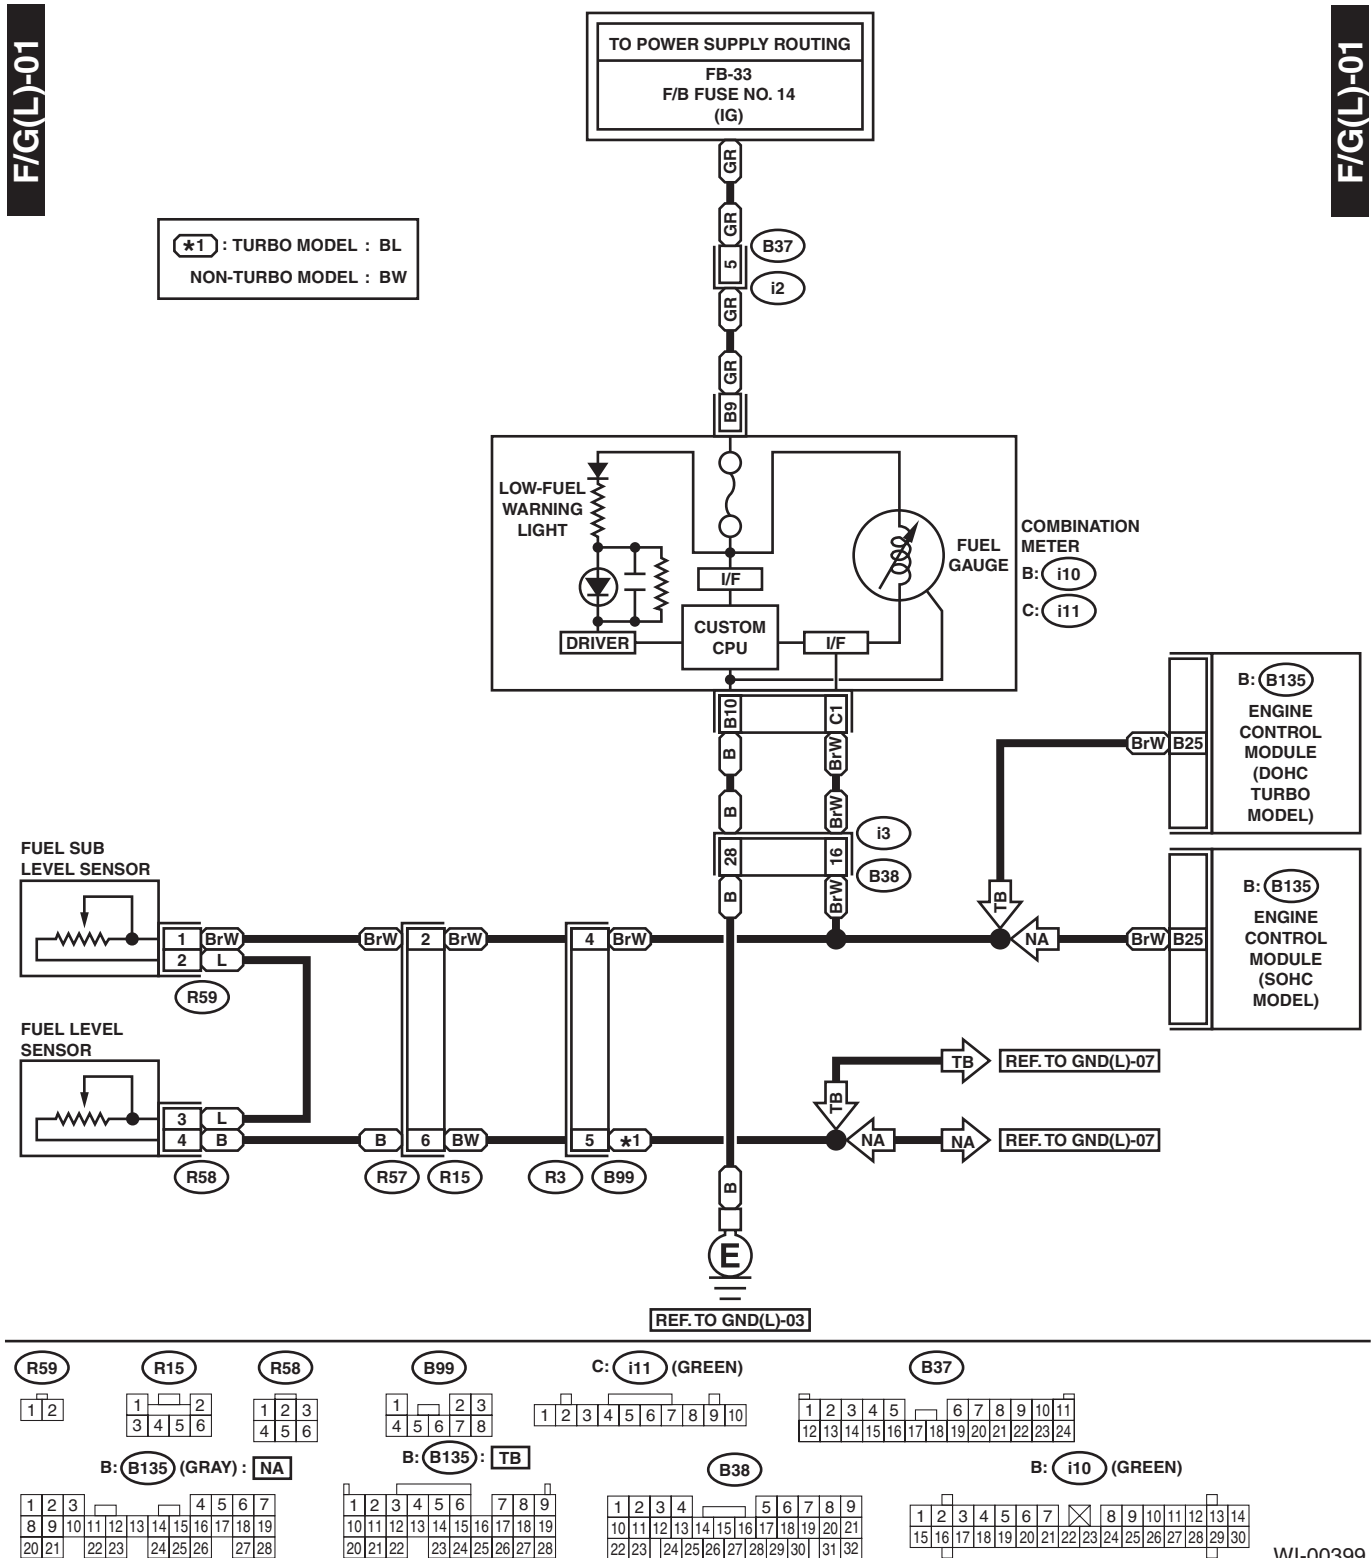 F/G(L)-01
F/G(L)-01
TO POWER SUPPLY ROUTING
FB-33
F/B FUSE NO. 14
(IG)
GR
GR
5
B37
i2
GR
GR
B9
*1 : TURBO MODEL : BL
NON-TURBO MODEL : BW
LOW-FUEL
WARNING
LIGHT
I/F
CUSTOM
CPU
DRIVER
I/F
FUEL
GAUGE
COMBINATION
METER
B: i10
C: i11
B10
C1
B
BrW
B
BrW
28
16
i3
B38
B
BrW
B: B135
ENGINE
CONTROL
MODULE
(DOHC
TURBO
MODEL)
BrW B25
TB
B: B135
ENGINE
CONTROL
MODULE
(SOHC
MODEL)
NA
BrW B25
FUEL SUB
LEVEL SENSOR
1 BrW
2 L
R59
BrW 2 BrW
4 BrW
FUEL LEVEL
SENSOR
3 L
4 B
R58
B 6 BW
5 *1
R57
R15
R3
B99
TB
TB
REF. TO GND(L)-07
NA
NA
REF. TO GND(L)-07
B
E
REF. TO GND(L)-03
R59
1 2
R15
1 2
3 4 5 6
R58
1 2 3
4 5 6
B99
1 2 3
4 5 6 7 8
C: i11 (GREEN)
1 2 3 4 5 6 7 8 9 10
B37
1 2 3 4 5 6 7 8 9 10 11
12 13 14 15 16 17 18 19 20 21 22 23 24
B: B135 (GRAY) : NA
1 2 3 4 5 6 7
8 9 10 11 12 13 14 15 16 17 18 19
20 21 22 23 24 25 26 27 28
B: B135 : TB
1 2 3 4 5 6 7 8 9
10 11 12 13 14 15 16 17 18 19
20 21 22 23 24 25 26 27 28
B38
1 2 3 4 5 6 7 8 9
10 11 12 13 14 15 16 17 18 19 20 21
22 23 24 25 26 27 28 29 30 31 32
B: i10 (GREEN)
1 2 3 4 5 6 7 8 9 10 11 12 13 14
15 16 17 18 19 20 21 22 23 24 25 26 27 28 29 30
WI-00399